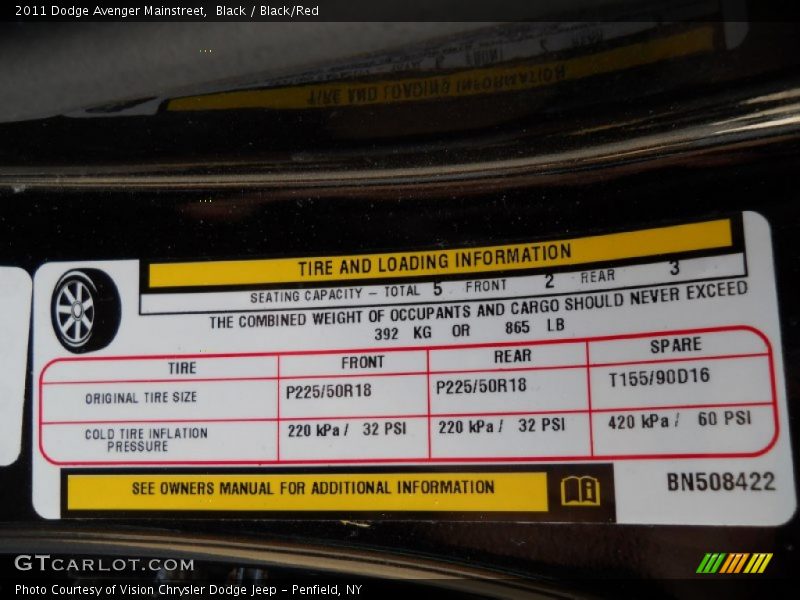 2011 Dodge Avenger Mainstreet,  Black / Black/Red
TIRE AND LOADING INFORMATION
TIRE AND LOADING INFORMATION
SEATING CAPACITY – TOTAL 5 FRONT 2 REAR 3
THE COMBINED WEIGHT OF OCCUPANTS AND CARGO SHOULD NEVER EXCEED
392 KG OR 865 LB
TIRE FRONT REAR SPARE
ORIGINAL TIRE SIZE P225/50R18 P225/50R18 T155/90D16
COLD TIRE INFLATION PRESSURE 220 kPa / 32 PSI 220 kPa / 32 PSI 420 kPa / 60 PSI
SEE OWNERS MANUAL FOR ADDITIONAL INFORMATION
BN508422
GTCARLOT.COM
Photo Courtesy of Vision Chrysler Dodge Jeep – Penfield, NY